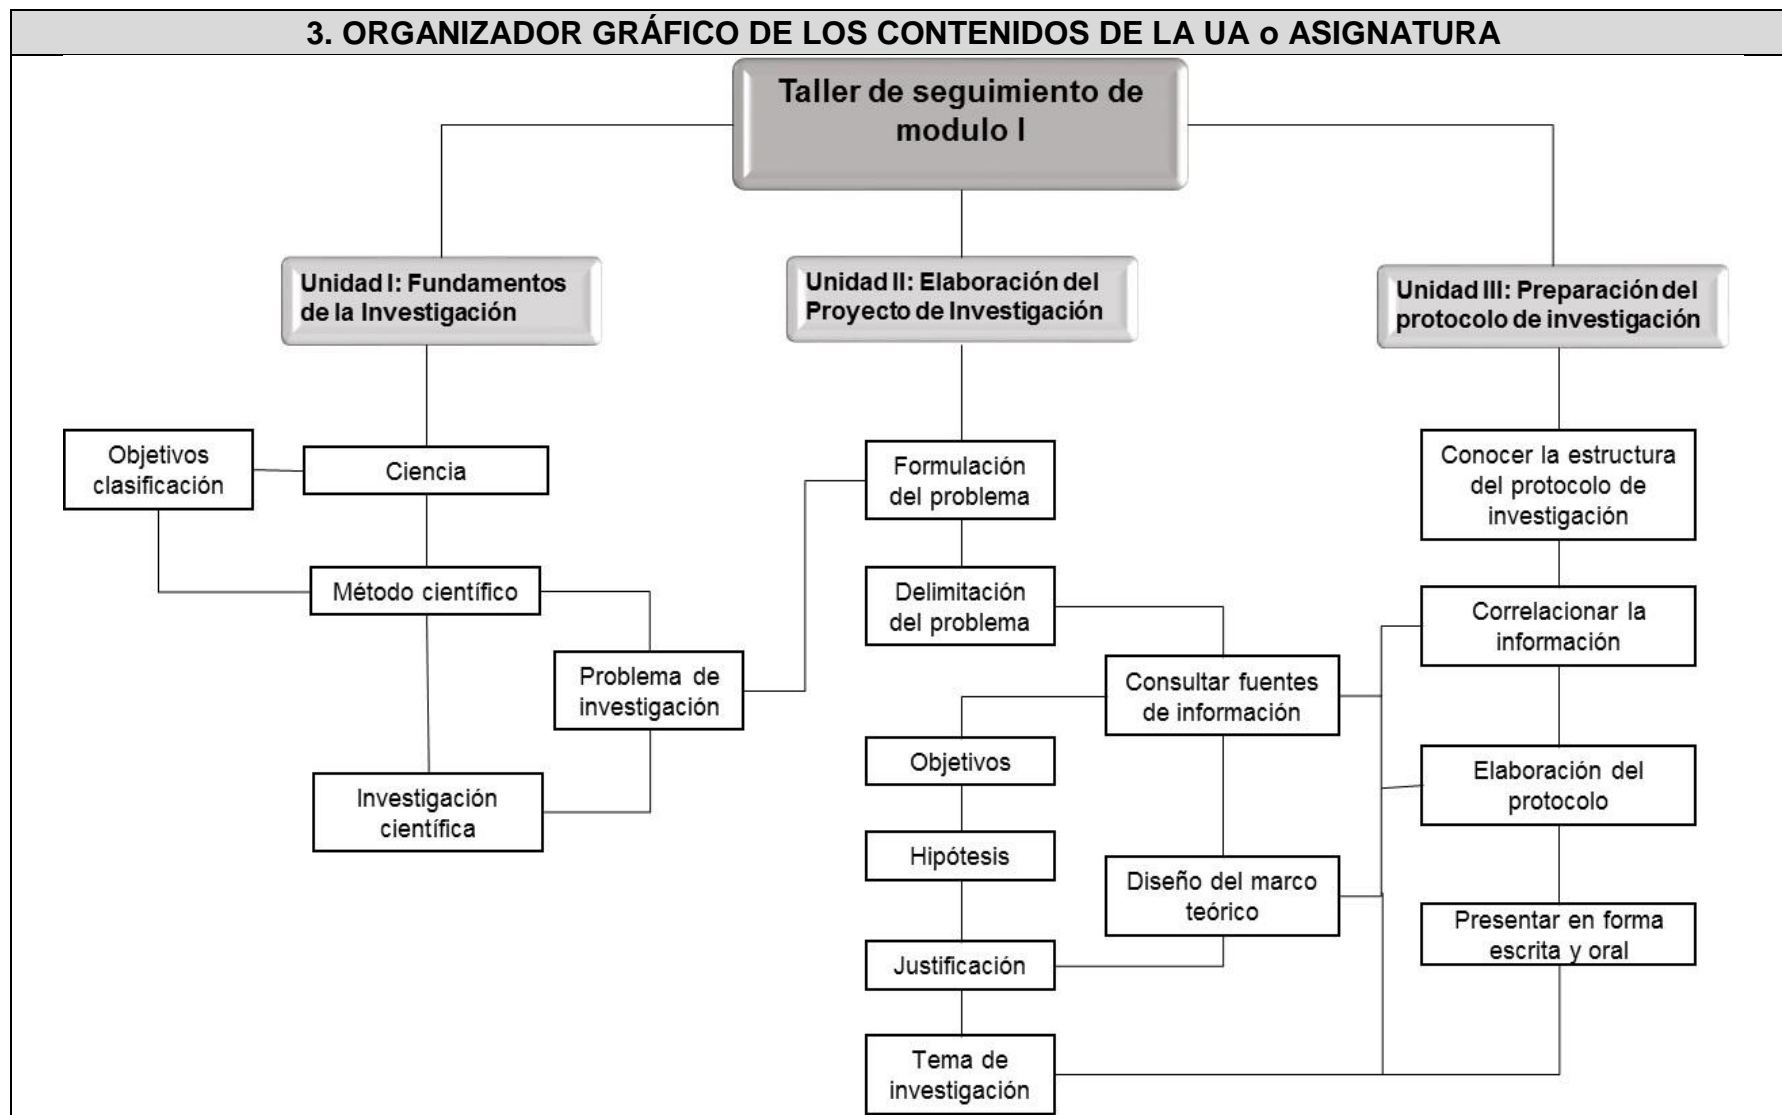 3. ORGANIZADOR GRÁFICO DE LOS CONTENIDOS DE LA UA o ASIGNATURA
Taller de seguimiento de
modulo I
Unidad I: Fundamentos
de la Investigación
Unidad II: Elaboración del
Proyecto de Investigación
Unidad III: Preparación del
protocolo de investigación
Objetivos
clasificación
Ciencia
Método científico
Problema de
investigación
Investigación
científica
Formulación
del problema
Delimitación
del problema
Consultar fuentes
de información
Objetivos
Hipótesis
Diseño del marco
teórico
Justificación
Tema de
investigación
Conocer la estructura
del protocolo de
investigación
Correlacionar la
información
Elaboración del
protocolo
Presentar en forma
escrita y oral